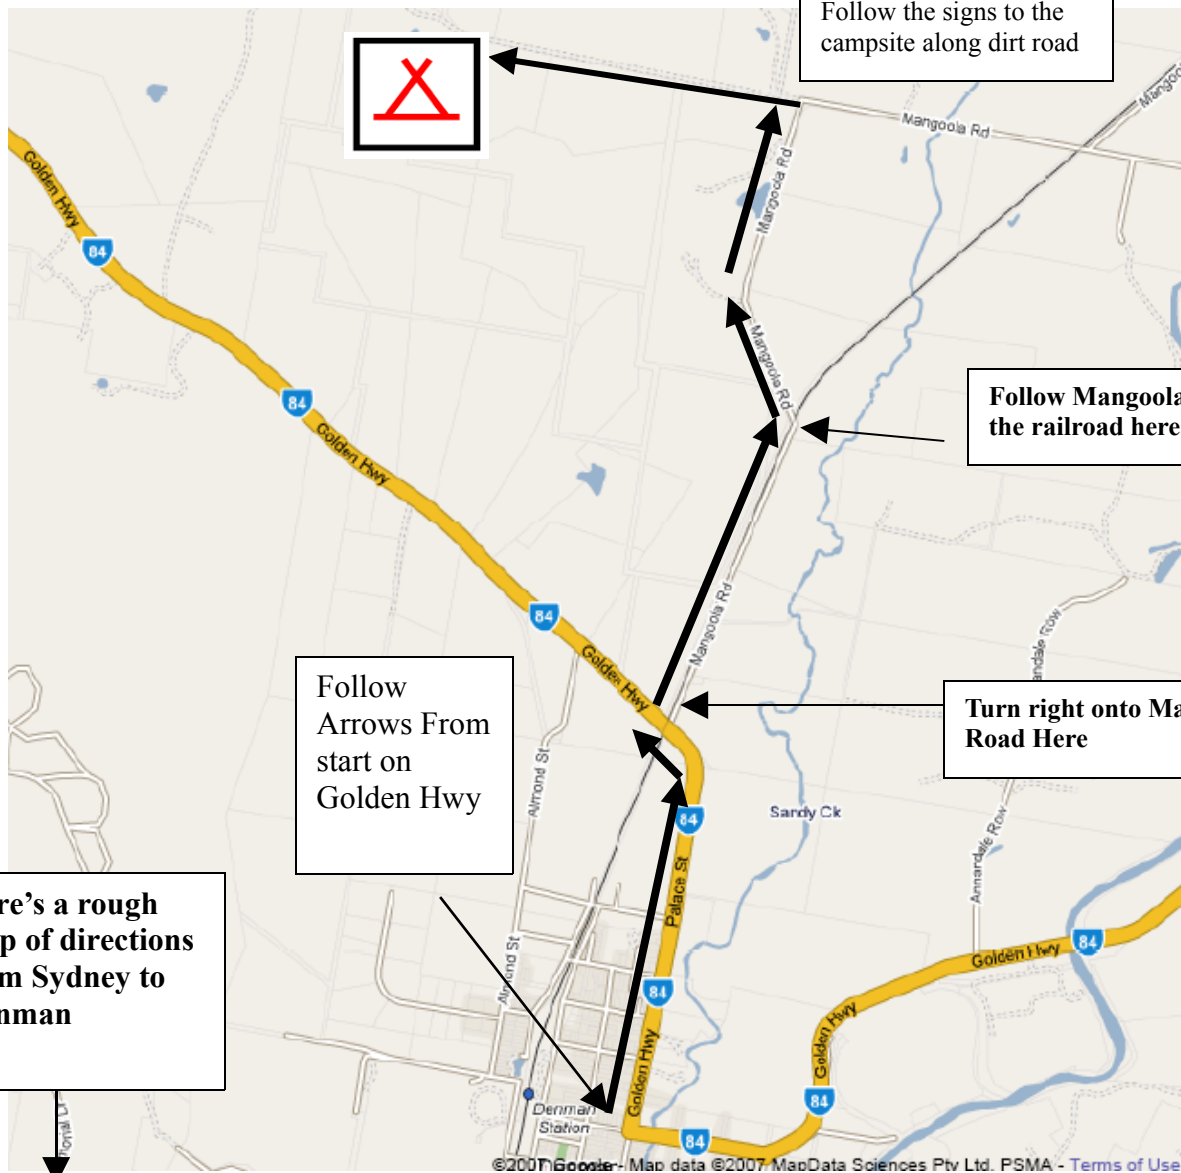 Follow the signs to the
campsite along dirt road
Mangoola Rd
Mangoola Rd
Golden Hwy
84
Mangoola Rd
Follow Mangoola
the railroad here
84
Golden Hwy
Mangoola Rd
84
Golden Hwy
Follow
Arrows From
start on
Golden Hwy
Turn right onto Ma
Road Here
Almond St
84
Sandy Ck
Palace St
Annandale Row
re's a rough
p of directions
m Sydney to
nman
Almond St
84
Golden Hwy
84
Golden Hwy
Golden Hwy
84
Denman
Station
84
©2007 Google - Map data ©2007 MapData Sciences Pty Ltd, PSMA - Terms of Use